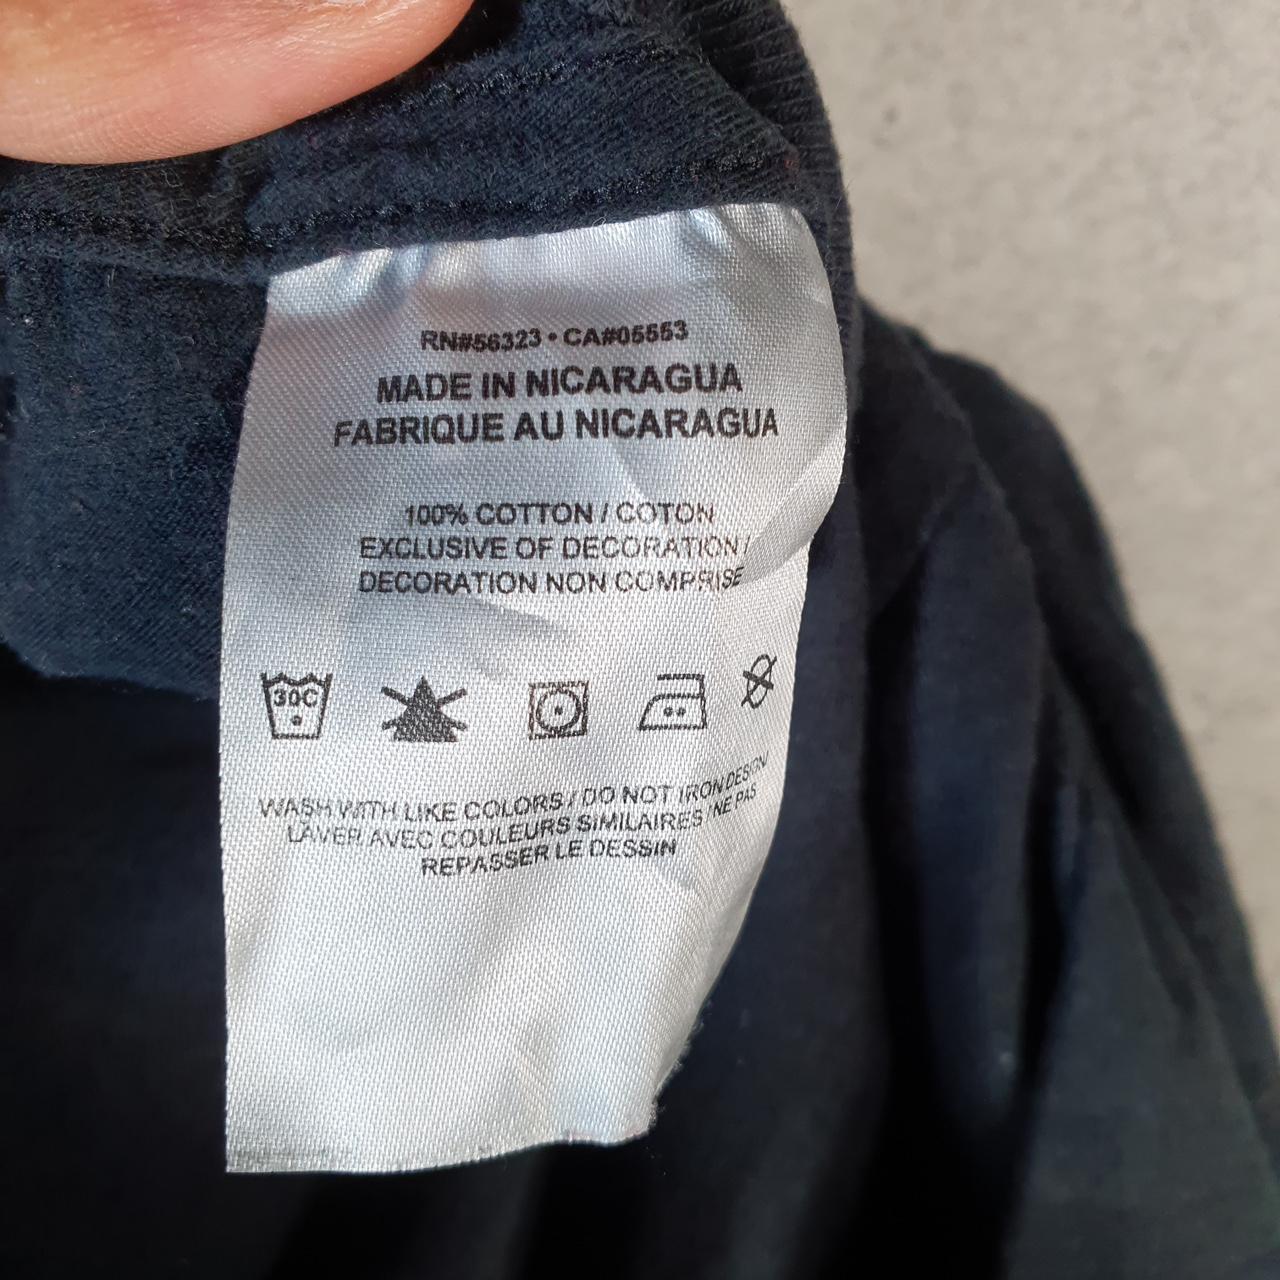 RN#56323 • CA#05553
MADE IN NICARAGUA
FABRIQUE AU NICARAGUA
100% COTTON / COTON
EXCLUSIVE OF DECORATION /
DECORATION NON COMPRISE
30C
WASH WITH LIKE COLORS / DO NOT IRON DESIGN /
LAVER AVEC COULEURS SIMILAIRES / NE PAS
REPASSER LE DESSIN